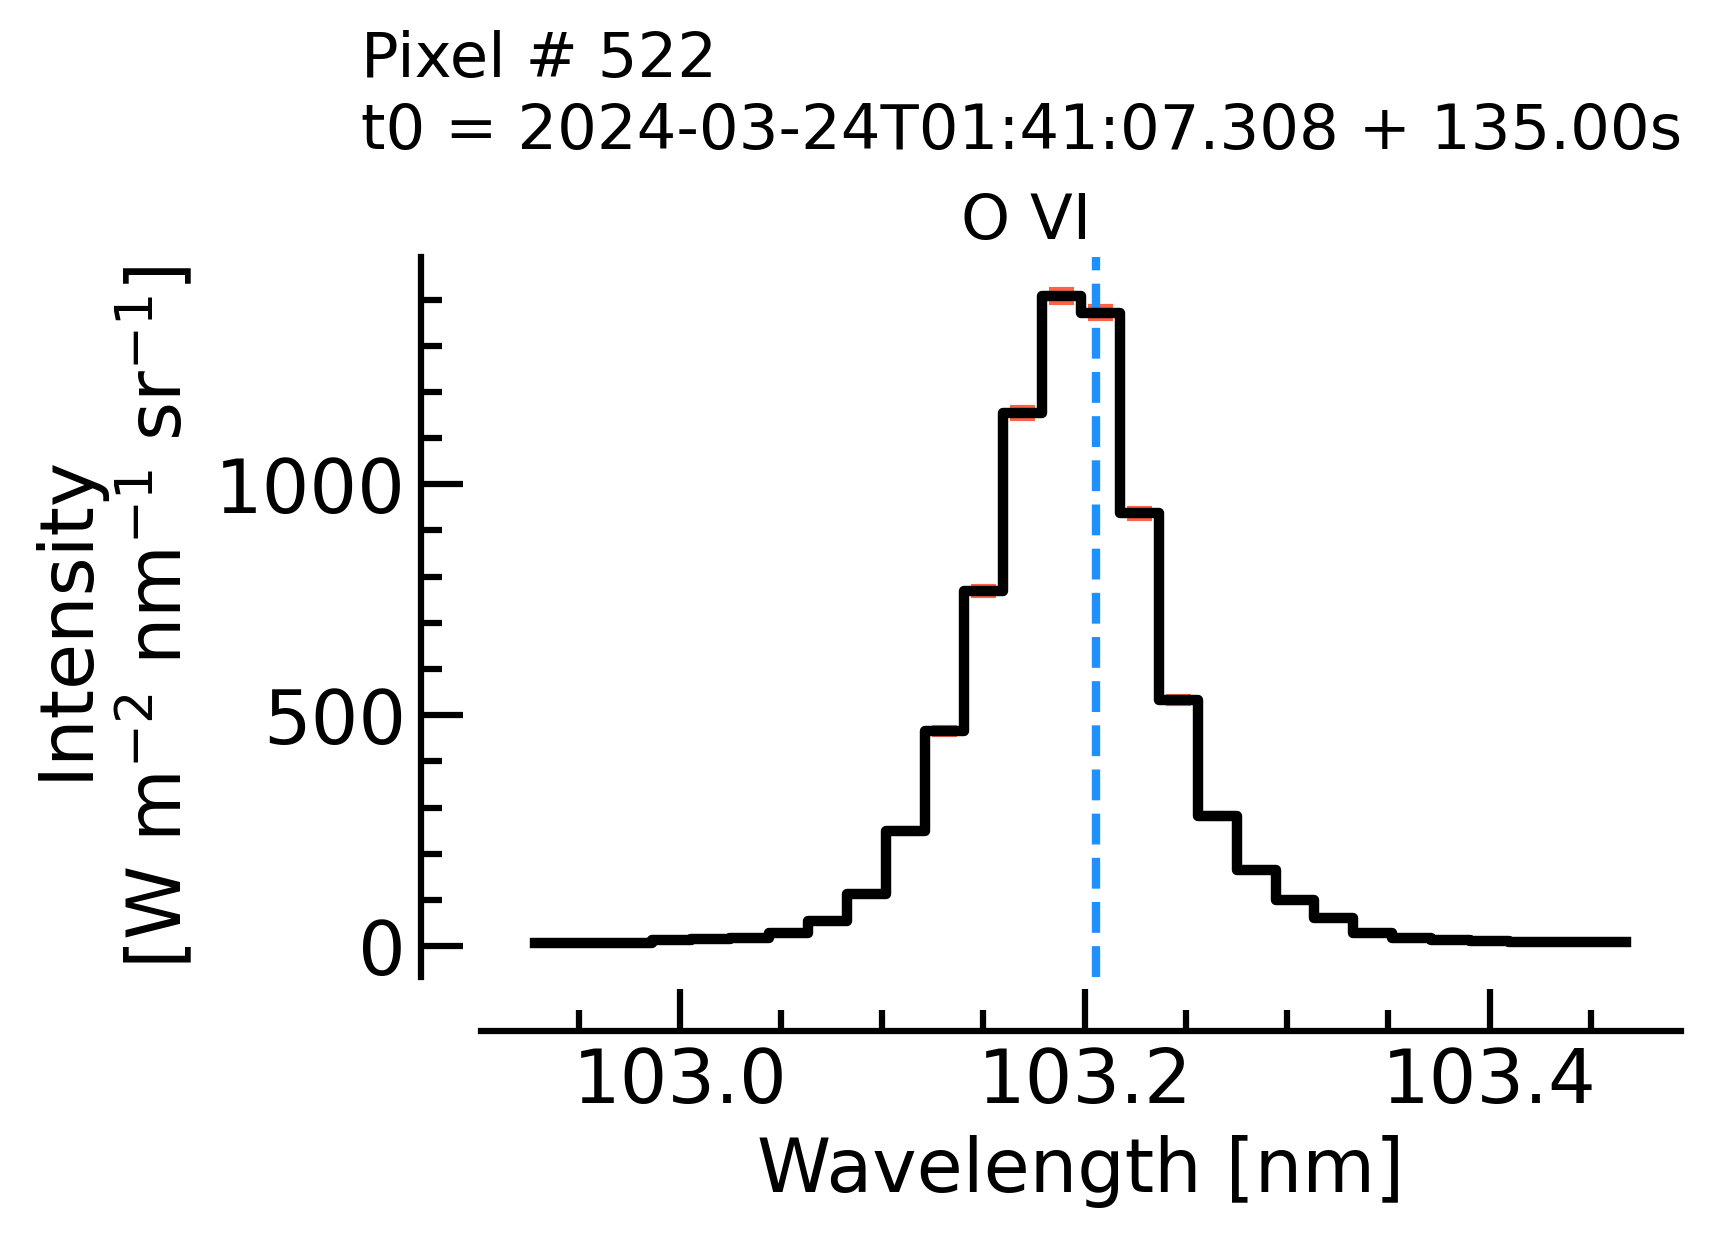 Pixel # 522
t0 = 2024-03-24T01:41:07.308 + 135.00s
O VI
Intensity
[W m⁻² nm⁻¹ sr⁻¹]
1000
500
0
103.0 103.2 103.4
Wavelength [nm]